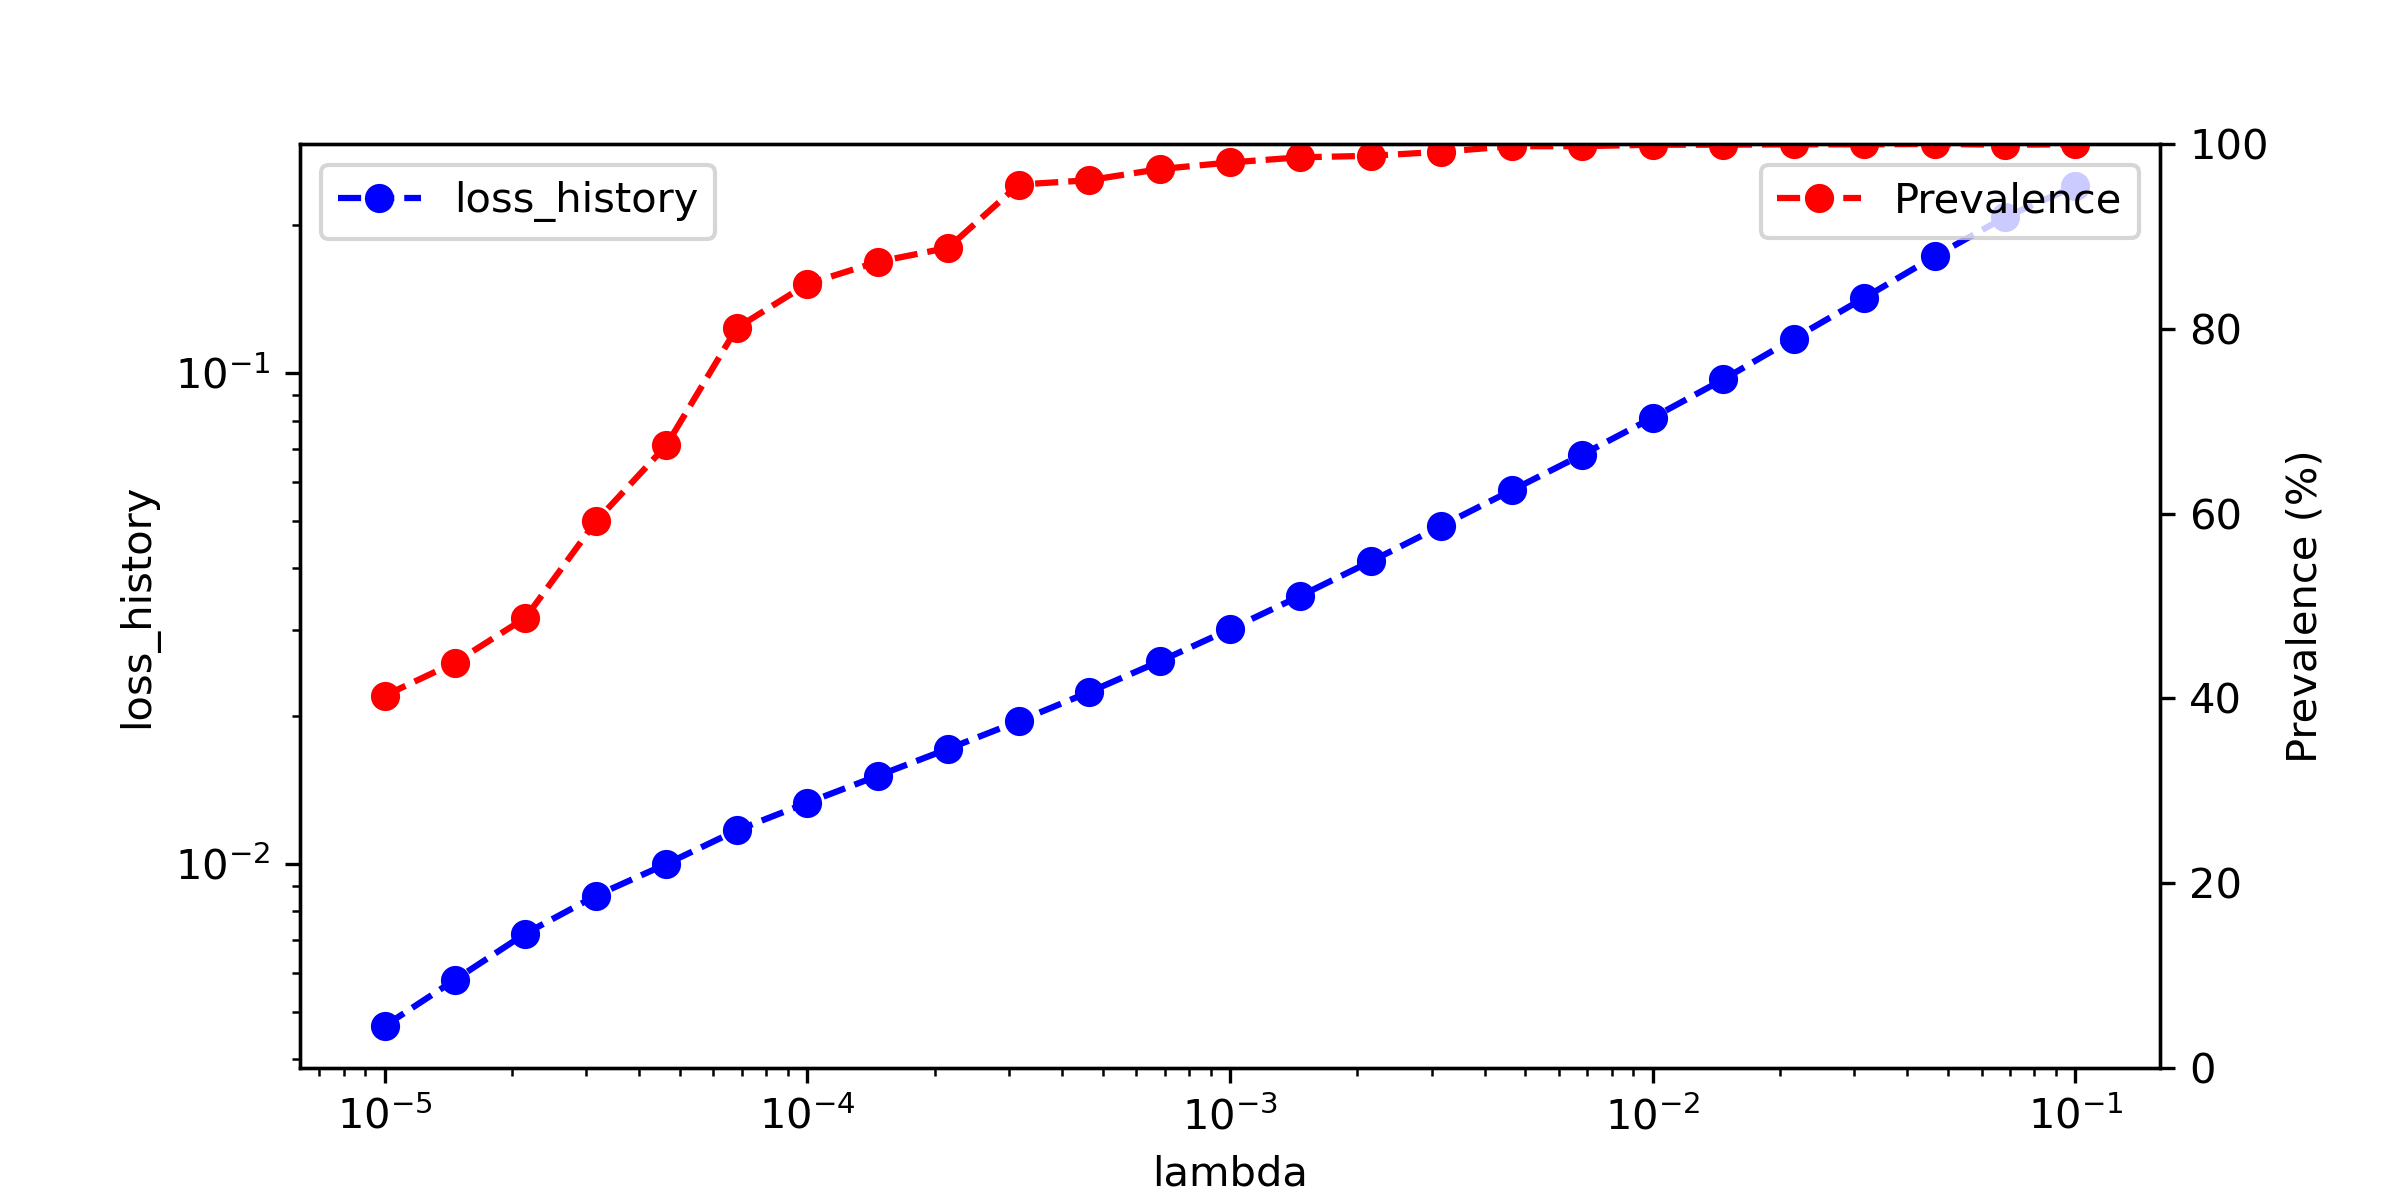 loss_history
Prevalence
100
80
60
40
20
0
10⁻¹
10⁻²
loss_history
Prevalence (%)
10⁻⁵ 10⁻⁴ 10⁻³ 10⁻² 10⁻¹
lambda